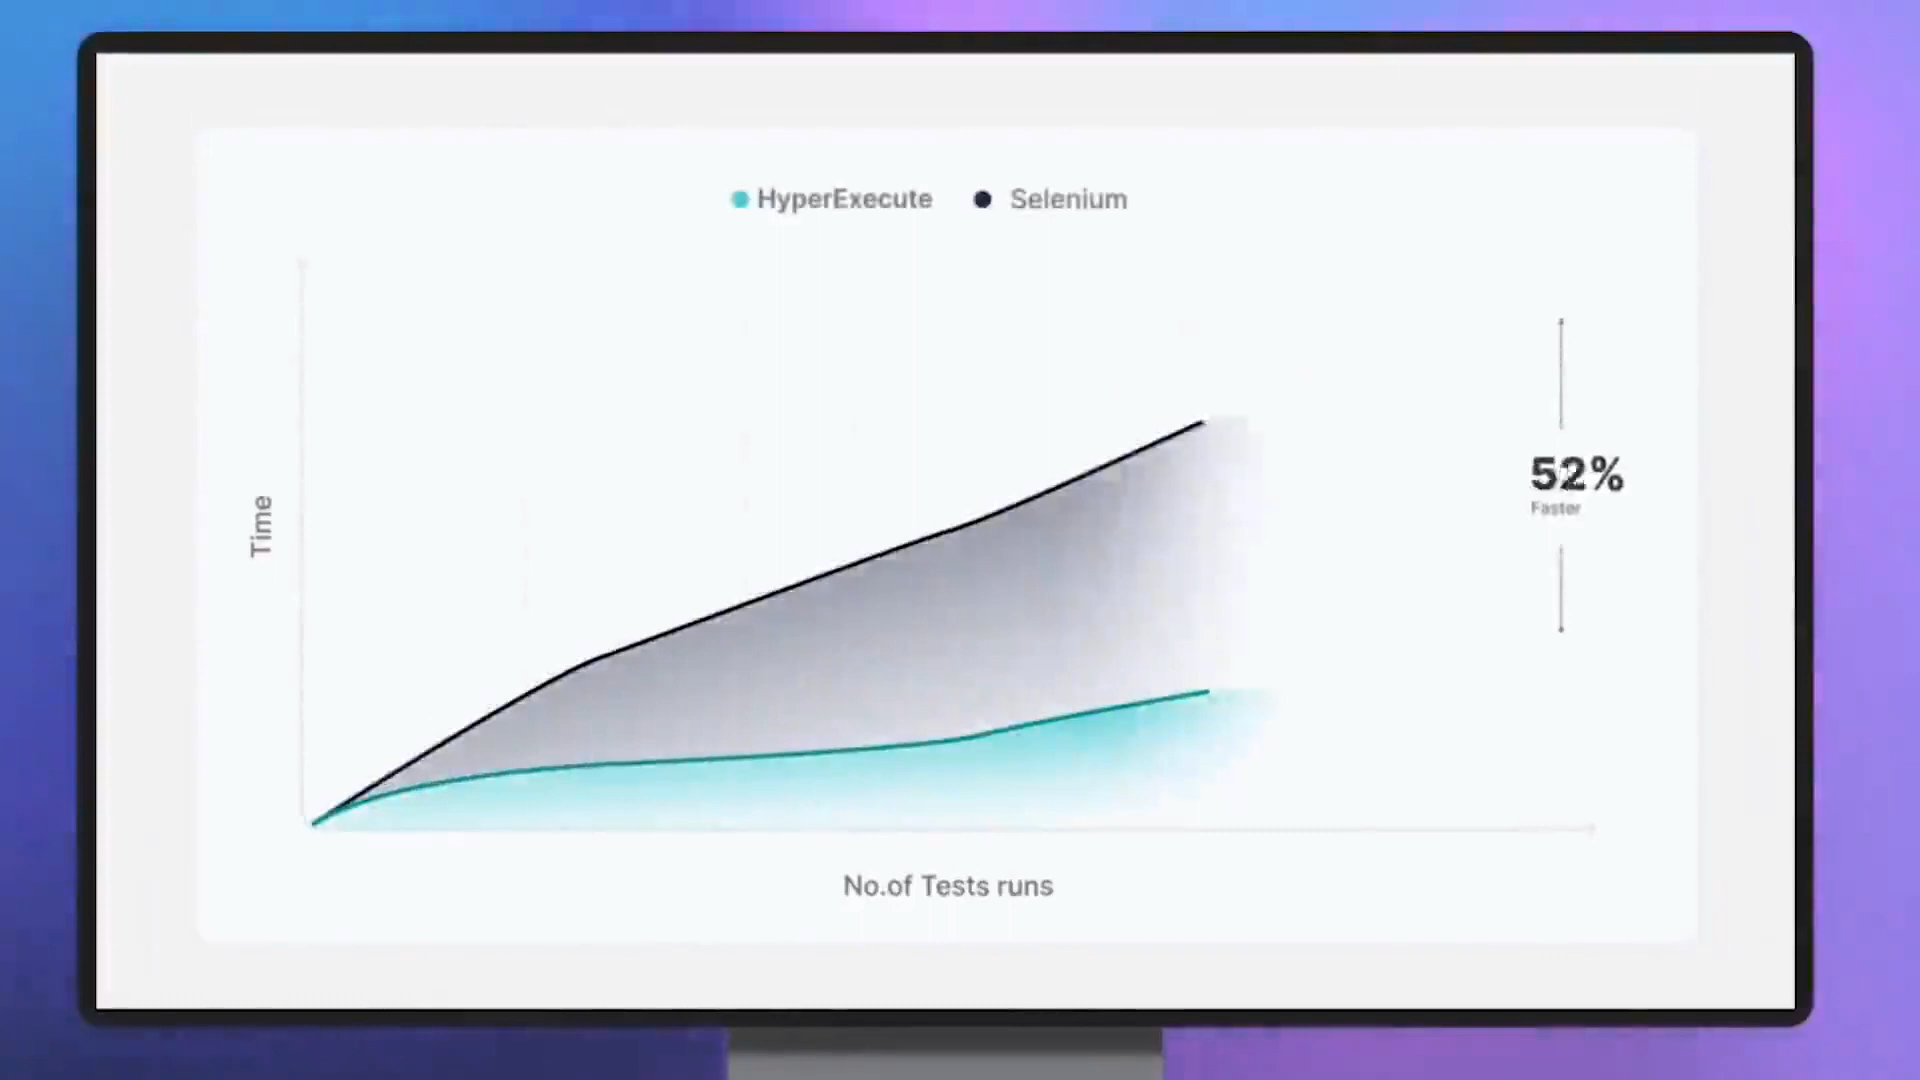 HyperExecute
Selenium
Time
52%
Faster
No.of Tests runs